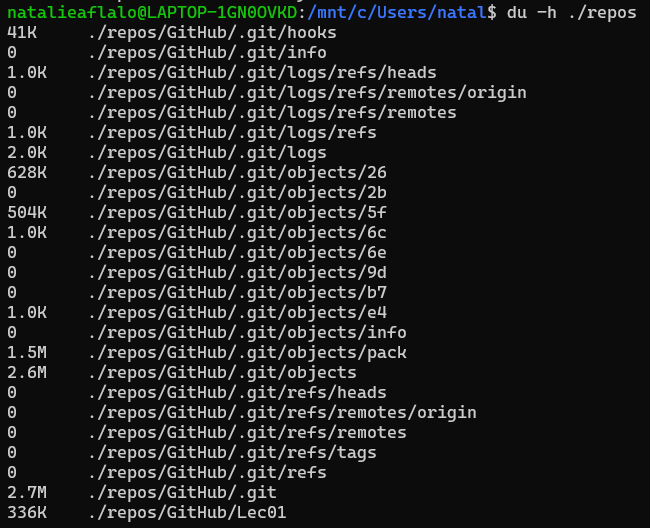 natalieaflalo@LAPTOP-1GN0OVKD:/mnt/c/Users/natal$ du -h ./repos
41K ./repos/GitHub/.git/hooks
0 ./repos/GitHub/.git/info
1.0K ./repos/GitHub/.git/logs/refs/heads
0 ./repos/GitHub/.git/logs/refs/remotes/origin
0 ./repos/GitHub/.git/logs/refs/remotes
1.0K ./repos/GitHub/.git/logs/refs
2.0K ./repos/GitHub/.git/logs
628K ./repos/GitHub/.git/objects/26
0 ./repos/GitHub/.git/objects/2b
504K ./repos/GitHub/.git/objects/5f
1.0K ./repos/GitHub/.git/objects/6c
0 ./repos/GitHub/.git/objects/6e
0 ./repos/GitHub/.git/objects/9d
0 ./repos/GitHub/.git/objects/b7
1.0K ./repos/GitHub/.git/objects/e4
0 ./repos/GitHub/.git/objects/info
1.5M ./repos/GitHub/.git/objects/pack
2.6M ./repos/GitHub/.git/objects
0 ./repos/GitHub/.git/refs/heads
0 ./repos/GitHub/.git/refs/remotes/origin
0 ./repos/GitHub/.git/refs/remotes
0 ./repos/GitHub/.git/refs/tags
0 ./repos/GitHub/.git/refs
2.7M ./repos/GitHub/.git
336K ./repos/GitHub/Lec01